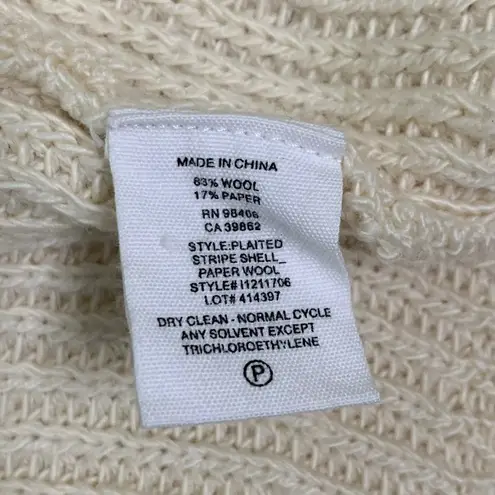 MADE IN CHINA
83% WOOL
17% PAPER
RN 98406
CA 39862
STYLE:PLAITED
STRIPE SHELL_
PAPER WOOL
STYLE# I1211706
LOT# 414397
DRY CLEAN - NORMAL CYCLE
ANY SOLVENT EXCEPT
TRICHLOROETHYLENE
P